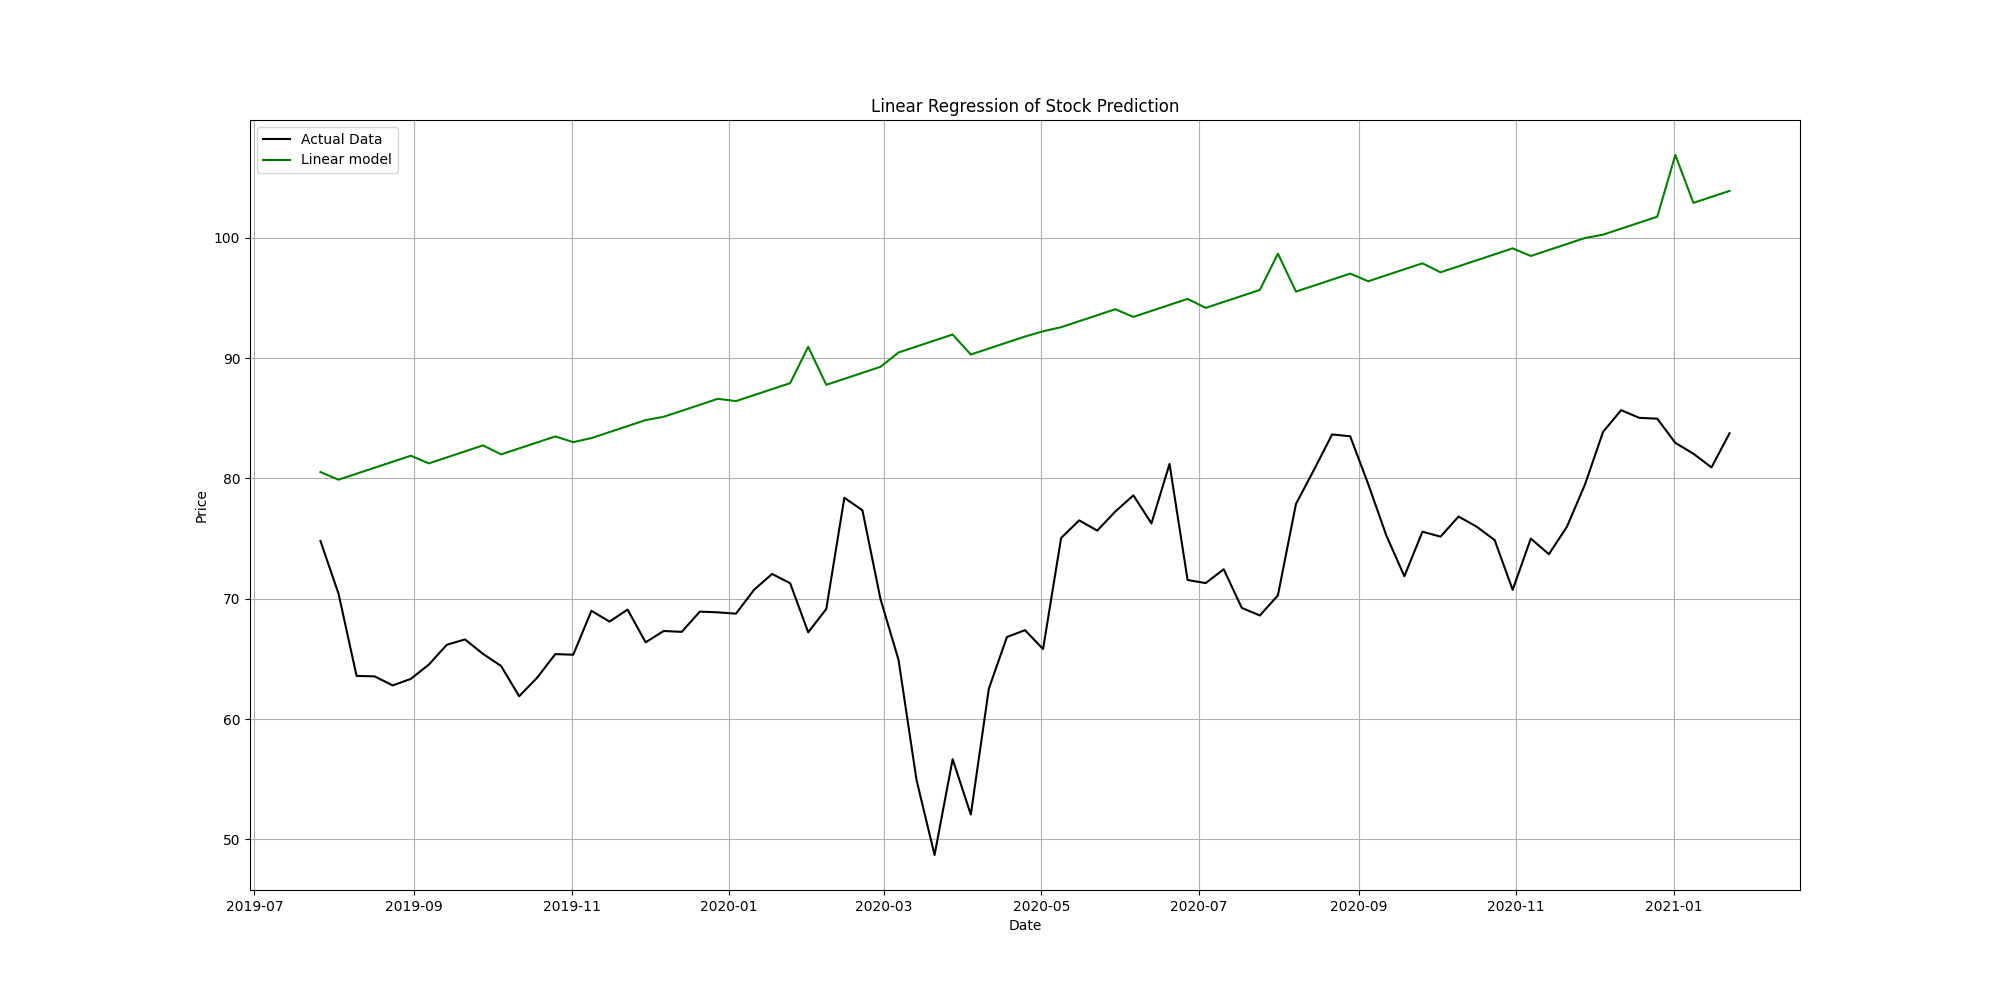 Linear Regression of Stock Prediction
Actual Data
Linear model
Price
100
90
80
70
60
50
2019-07 2019-09 2019-11 2020-01 2020-03 2020-05 2020-07 2020-09 2020-11 2021-01
Date